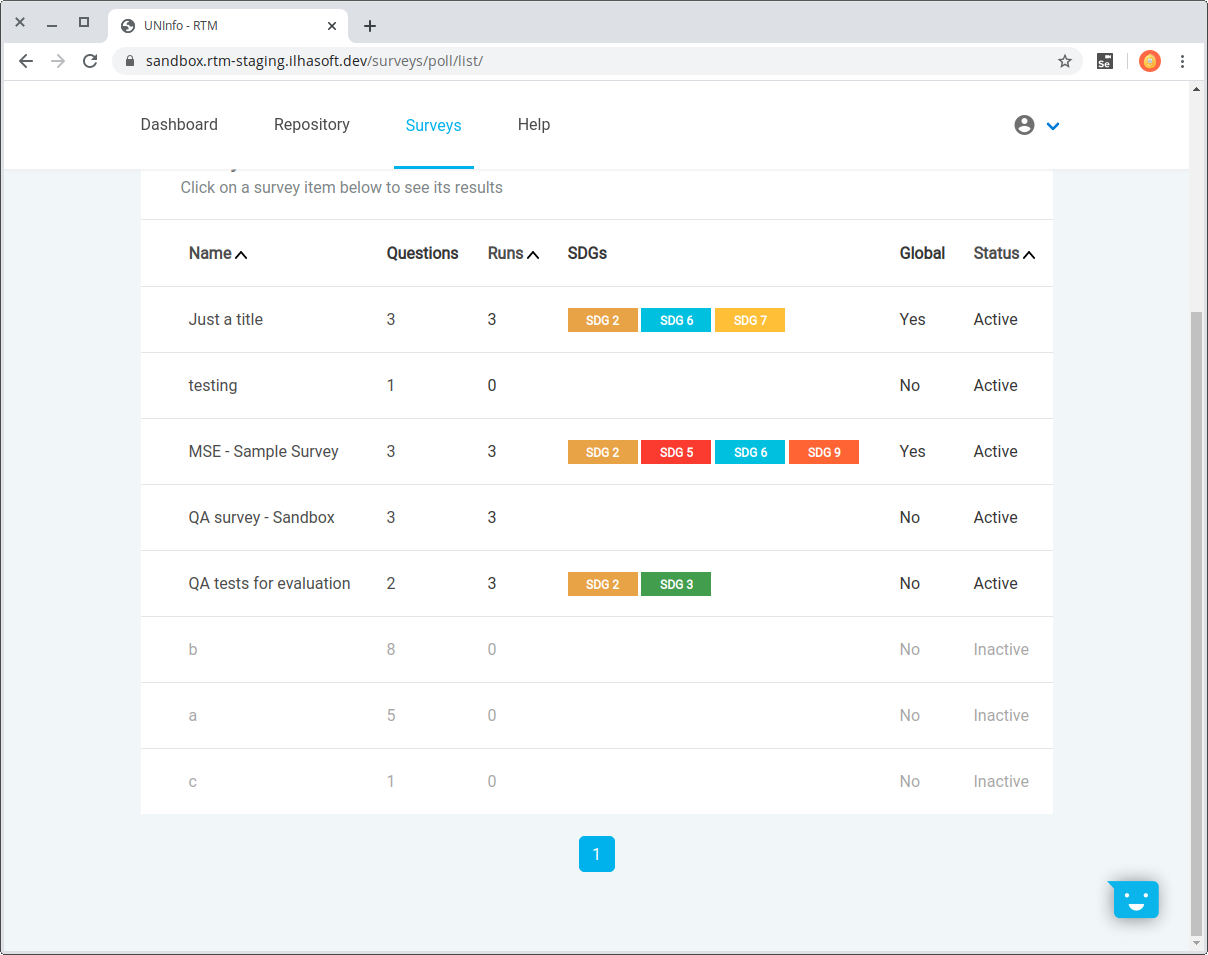 UNInfo - RTM
sandbox.rtm-staging.ilhasoft.dev/surveys/poll/list/
Se
Dashboard Repository Surveys Help
Click on a survey item below to see its results
Name Questions Runs SDGs Global Status
Just a title 3 3 SDG 2 SDG 6 SDG 7 Yes Active
testing 1 0 No Active
MSE - Sample Survey 3 3 SDG 2 SDG 5 SDG 6 SDG 9 Yes Active
QA survey - Sandbox 3 3 No Active
QA tests for evaluation 2 3 SDG 2 SDG 3 No Active
b 8 0 No Inactive
a 5 0 No Inactive
c 1 0 No Inactive
1